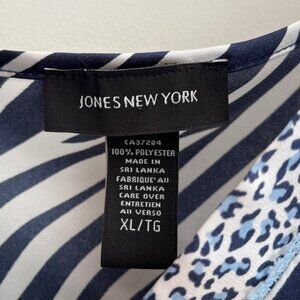 JONES NEW YORK
CA37284
100% POLYESTER
MADE IN
SRI LANKA
FABRIQUÉ AU
SRI LANKA
CARE OVER
ENTRETIEN
AU VERSO
XL/TG